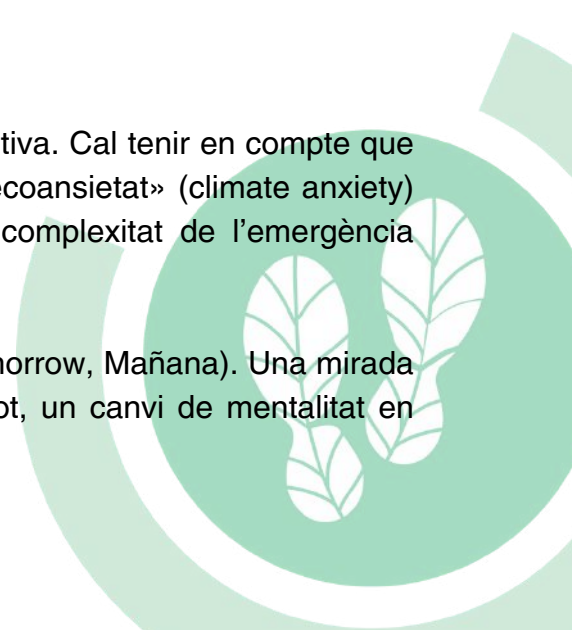 tiva. Cal tenir en compte que
ecoansietat» (climate anxiety)
complexitat de l’emergència
morrow, Mañana). Una mirada
ot, un canvi de mentalitat en